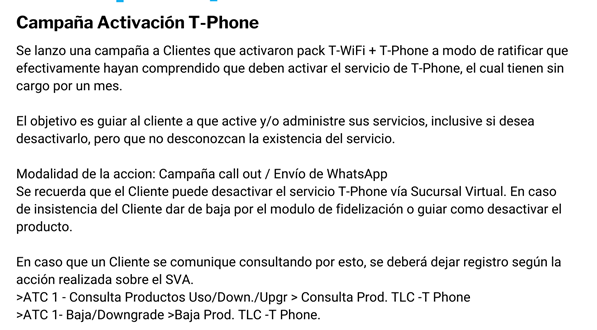 Campaña Activación T-Phone
Se lanzo una campaña a Clientes que activaron pack T-WiFi + T-Phone a modo de ratificar que
efectivamente hayan comprendido que deben activar el servicio de T-Phone, el cual tienen sin
cargo por un mes.
El objetivo es guiar al cliente a que active y/o administre sus servicios, inclusive si desea
desactivarlo, pero que no desconozcan la existencia del servicio.
Modalidad de la accion: Campaña call out / Envío de WhatsApp
Se recuerda que el Cliente puede desactivar el servicio T-Phone vía Sucursal Virtual. En caso
de insistencia del Cliente dar de baja por el modulo de fidelización o guiar como desactivar el
producto.
En caso que un Cliente se comunique consultando por esto, se deberá dejar registro según la
acción realizada sobre el SVA.
>ATC 1 - Consulta Productos Uso/Down./Upgr > Consulta Prod. TLC -T Phone
>ATC 1- Baja/Downgrade >Baja Prod. TLC -T Phone.